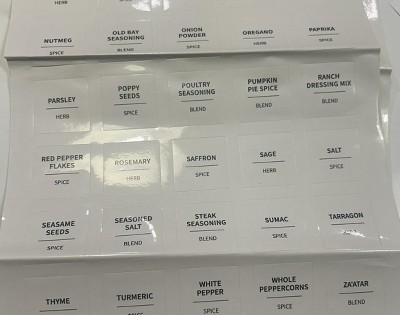 HERB
SPICE
NUTMEG
SPICE
OLD BAY
SEASONING
BLEND
ONION
POWDER
SPICE
OREGANO
HERB
PAPRIKA
SPICE
PARSLEY
HERB
POPPY
SEEDS
SPICE
POULTRY
SEASONING
BLEND
PUMPKIN
PIE SPICE
BLEND
RANCH
DRESSING MIX
BLEND
RED PEPPER
FLAKES
SPICE
ROSEMARY
HERB
SAFFRON
SPICE
SAGE
HERB
SALT
SPICE
SEASAME
SEEDS
SPICE
SEASONED
SALT
BLEND
STEAK
SEASONING
BLEND
SUMAC
SPICE
TARRAGON
THYME
TURMERIC
SPICE
WHITE
PEPPER
SPICE
WHOLE
PEPPERCORNS
SPICE
ZA'ATAR
BLEND